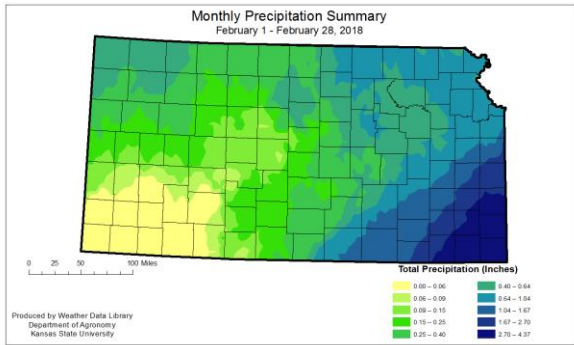 Monthly Precipitation Summary
February 1 - February 28, 2018
0 25 50 100 Miles
Produced by Weather Data Library
Department of Agronomy
Kansas State University
Total Precipitation (Inches)
0.00 – 0.06
0.06 – 0.09
0.09 – 0.15
0.15 – 0.25
0.25 – 0.40
0.40 – 0.64
0.64 – 1.04
1.04 – 1.67
1.67 – 2.70
2.70 – 4.37